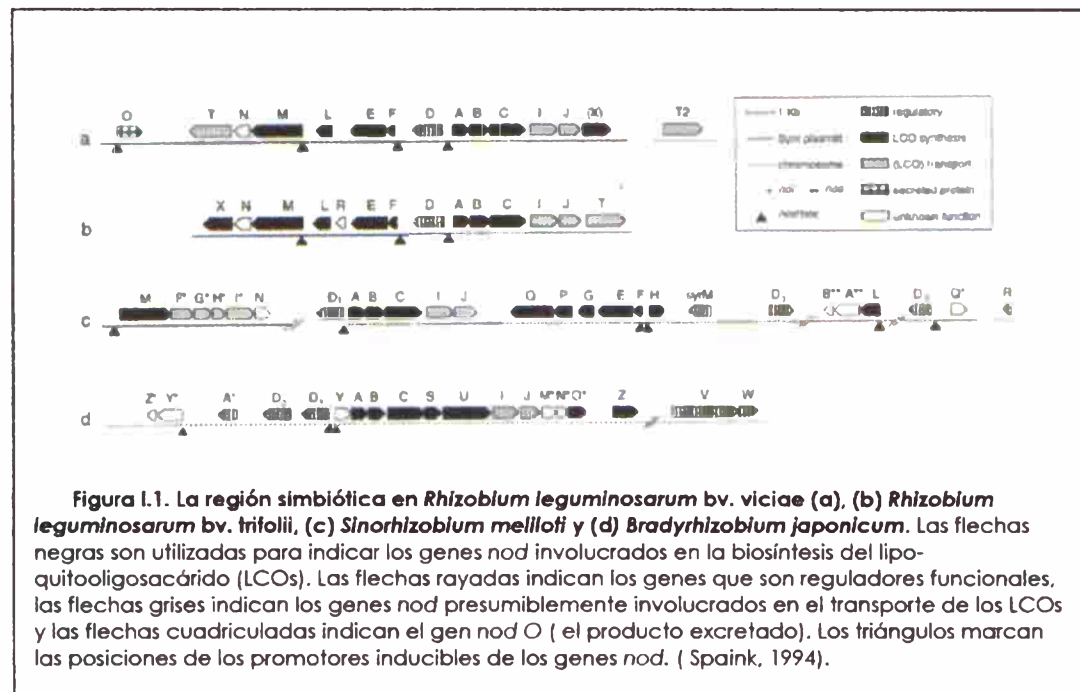 O T N M L E F D A B C I J (X) T2
1 Kb regulatory
a
Sym plasmid LCO synthesis
chromosome (LCO) transport
secreted protein
unknown function
X N M L R E F D A B C I J T
b
M F* G* H* I* N D₁ A B C I J Q P G E F H syrM D₃ B** A** L D₂ Q* R
c
Z* Y* A* D₂ D₁ Y A B C S U I J M* N* O* Z V W
d
Figura I.1. La región simbiótica en Rhizobium leguminosarum bv. viciae (a), (b) Rhizobium
leguminosarum bv. trifolii, (c) Sinorhizobium meliloti y (d) Bradyrhizobium japonicum. Las flechas
negras son utilizadas para indicar los genes nod involucrados en la biosíntesis del lipo-
quitooligosacárido (LCOs). Las flechas rayadas indican los genes que son reguladores funcionales,
las flechas grises indican los genes nod presumiblemente involucrados en el transporte de los LCOs
y las flechas cuadriculadas indican el gen nod O ( el producto excretado). Los triángulos marcan
las posiciones de los promotores inducibles de los genes nod. ( Spaink, 1994).